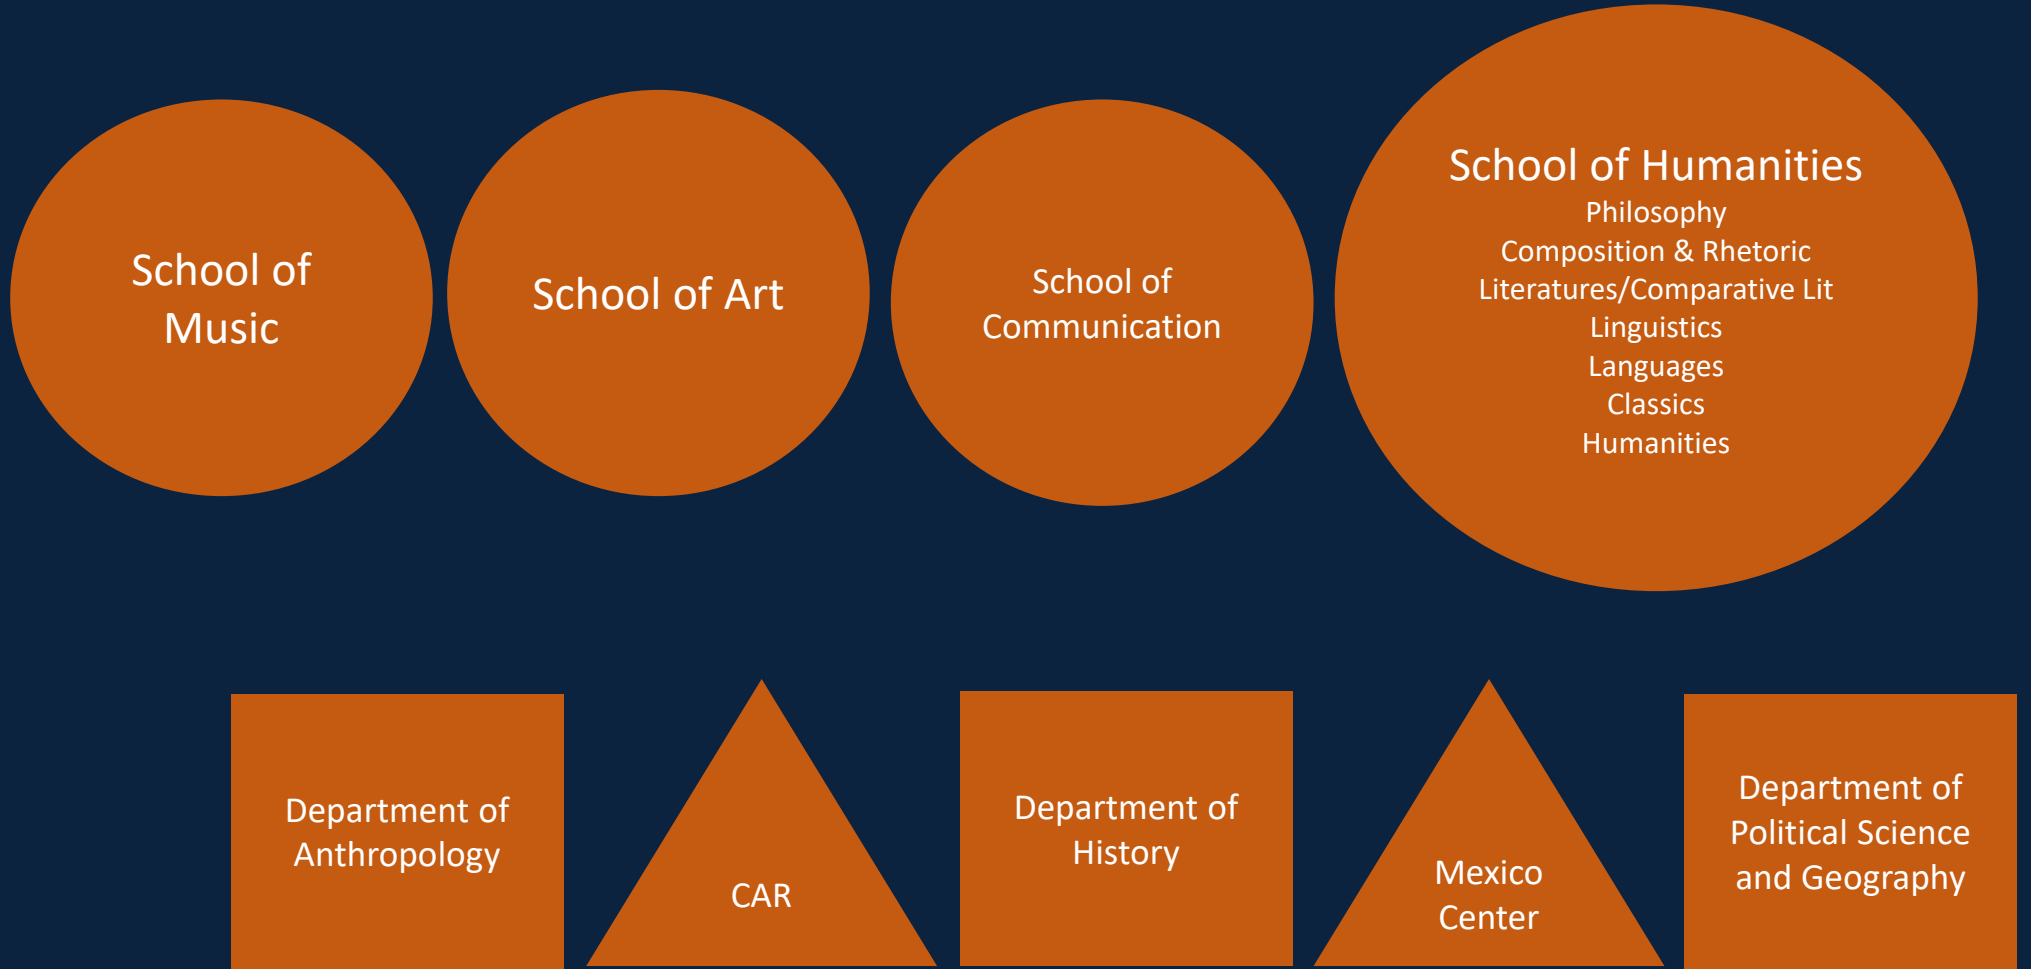 School of
Music
School of Art
School of
Communication
School of Humanities
Philosophy
Composition & Rhetoric
Literatures/Comparative Lit
Linguistics
Languages
Classics
Humanities
Department of
Anthropology
CAR
Department of
History
Mexico
Center
Department of
Political Science
and Geography